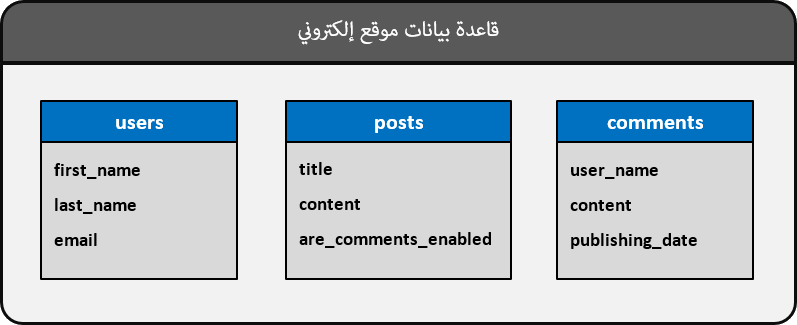 قاعدة بيانات موقع إلكتروني
users
first_name
last_name
email
posts
title
content
are_comments_enabled
comments
user_name
content
publishing_date